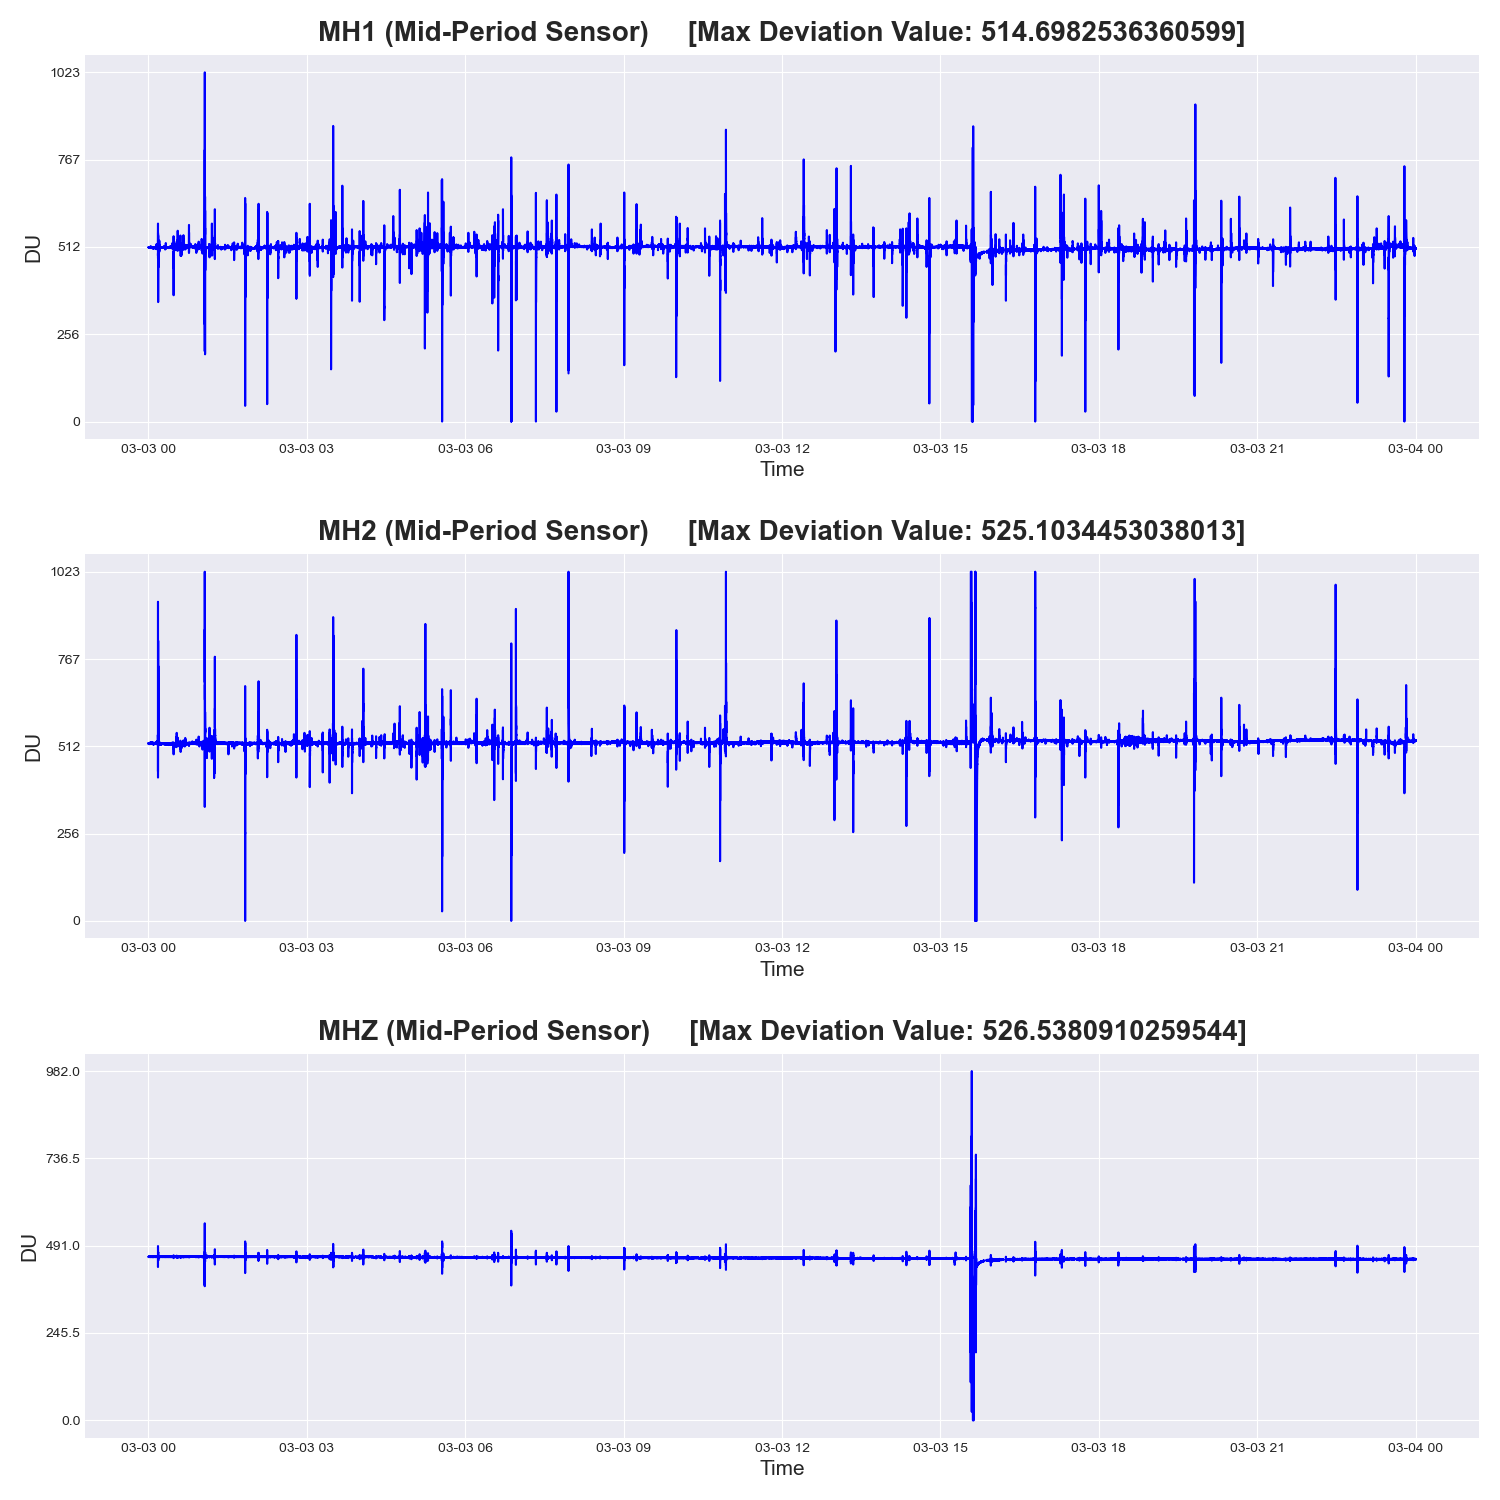 MH1 (Mid-Period Sensor) [Max Deviation Value: 514.6982536360599]
1023
767
512
256
0
DU
03-03 00 03-03 03 03-03 06 03-03 09 03-03 12 03-03 15 03-03 18 03-03 21 03-04 00
Time
MH2 (Mid-Period Sensor) [Max Deviation Value: 525.1034453038013]
1023
767
512
256
0
DU
03-03 00 03-03 03 03-03 06 03-03 09 03-03 12 03-03 15 03-03 18 03-03 21 03-04 00
Time
MHZ (Mid-Period Sensor) [Max Deviation Value: 526.5380910259544]
982.0
736.5
491.0
245.5
0.0
DU
03-03 00 03-03 03 03-03 06 03-03 09 03-03 12 03-03 15 03-03 18 03-03 21 03-04 00
Time